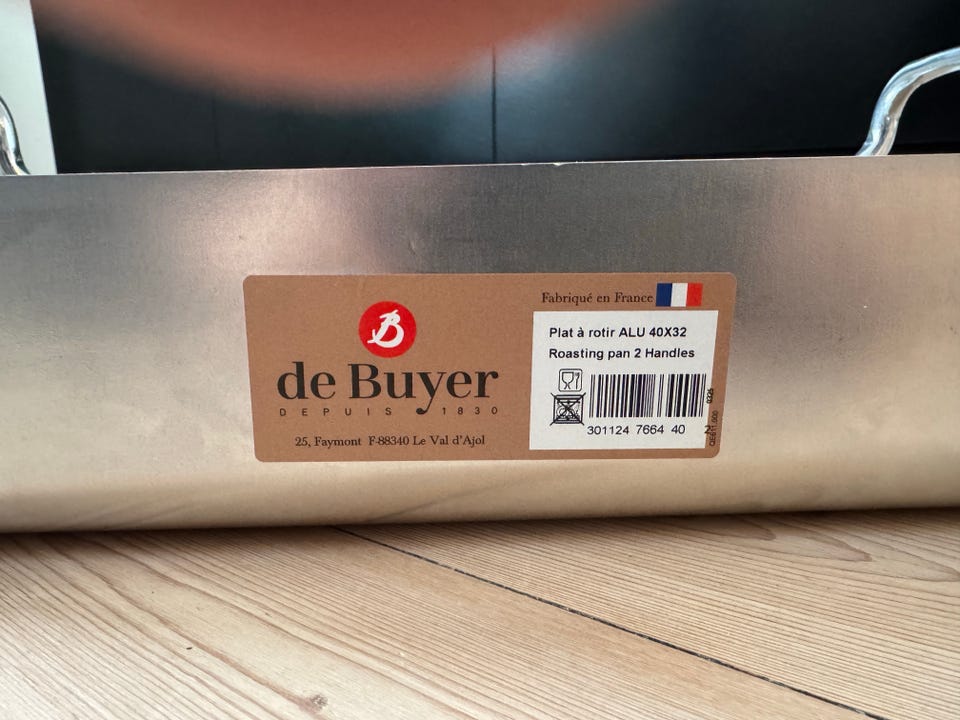 B
de Buyer
DEPUIS 1830
25, Faymont F-88340 Le Val d'Ajol
Fabriqué en France
Plat à rotir ALU 40X32
Roasting pan 2 Handles
301124 7664 40